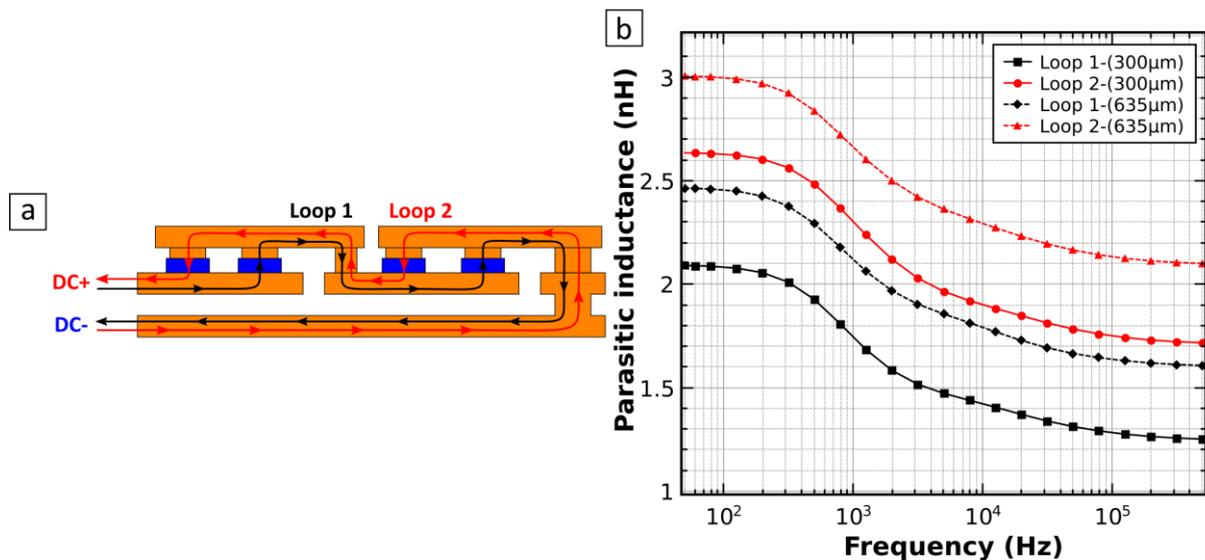 a
Loop 1
Loop 2
DC+
DC-
b
Parasitic inductance (nH)
3
2.5
2
1.5
1
Loop 1-(300µm)
Loop 2-(300µm)
Loop 1-(635µm)
Loop 2-(635µm)
10² 10³ 10⁴ 10⁵
Frequency (Hz)